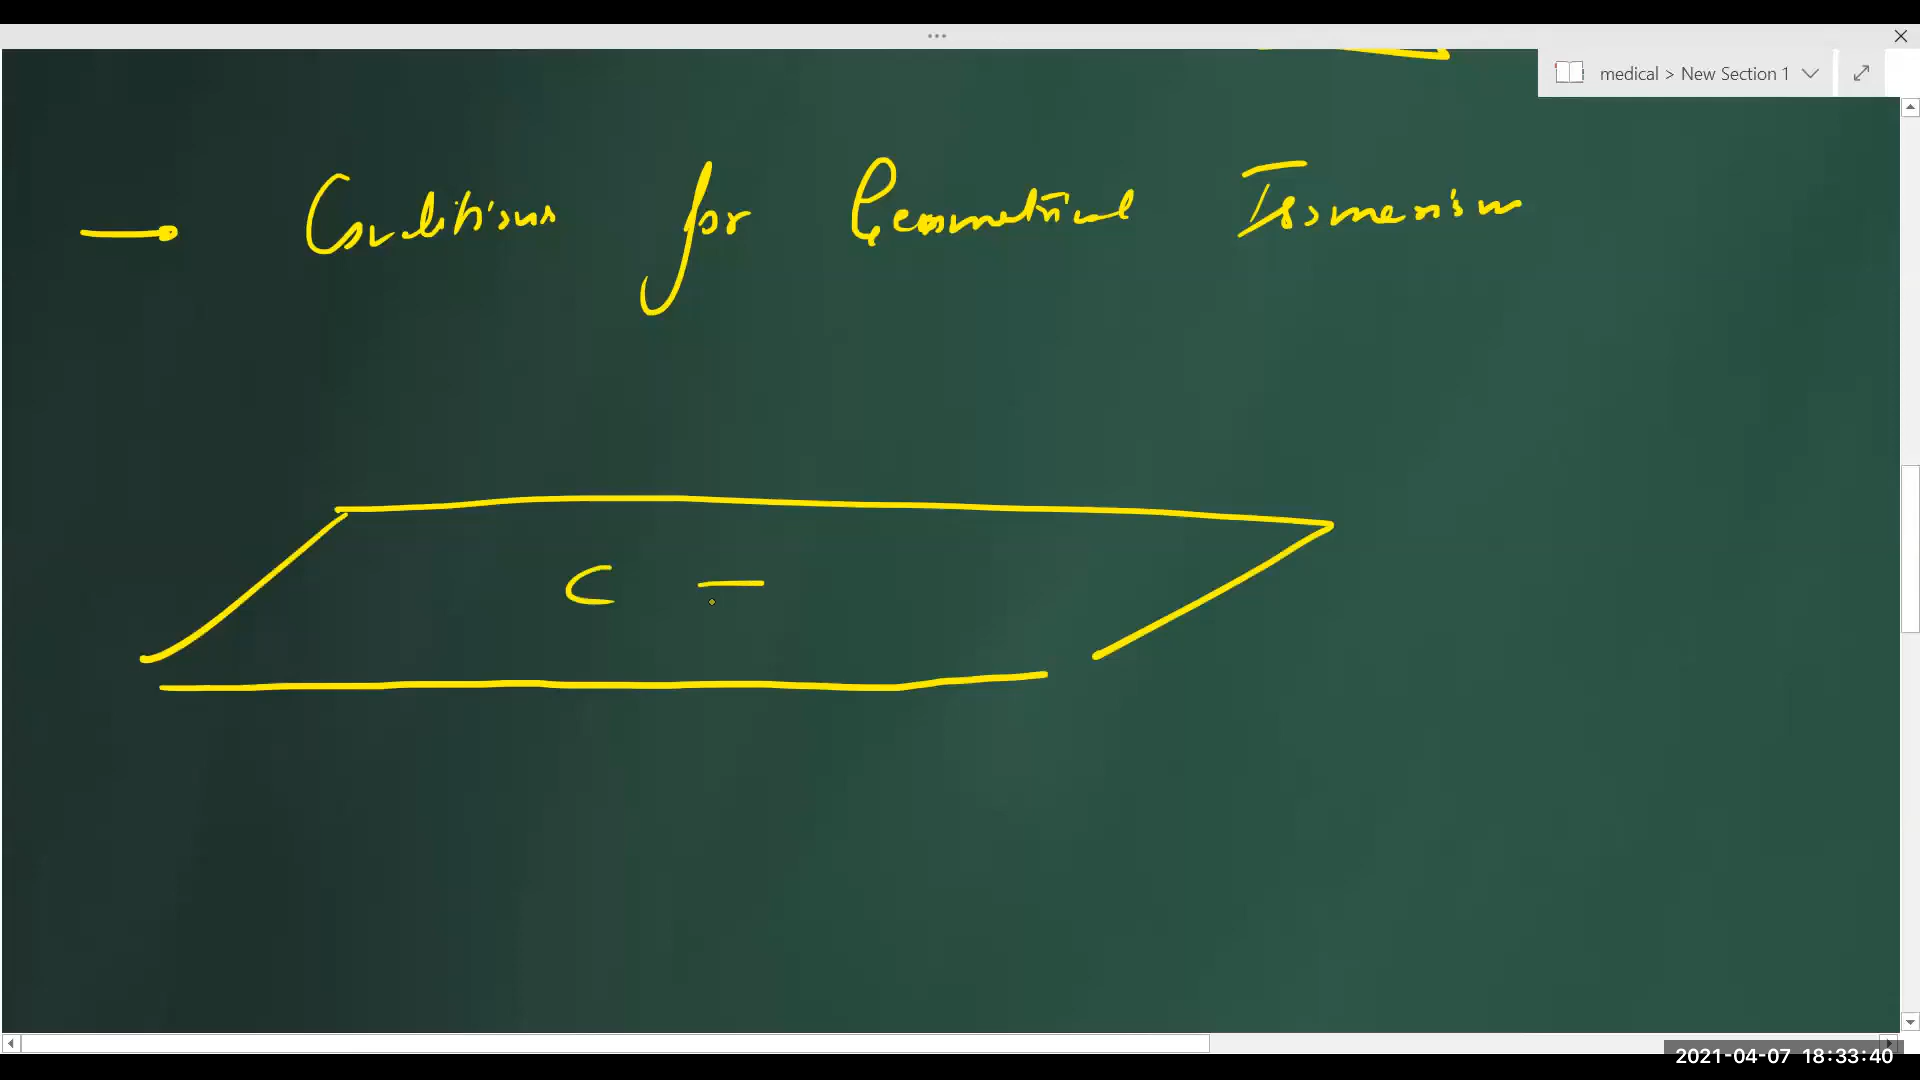 medical > New Section 1
Conditions for Geometrical Isomerism
C =
2021-04-07 18:33:40